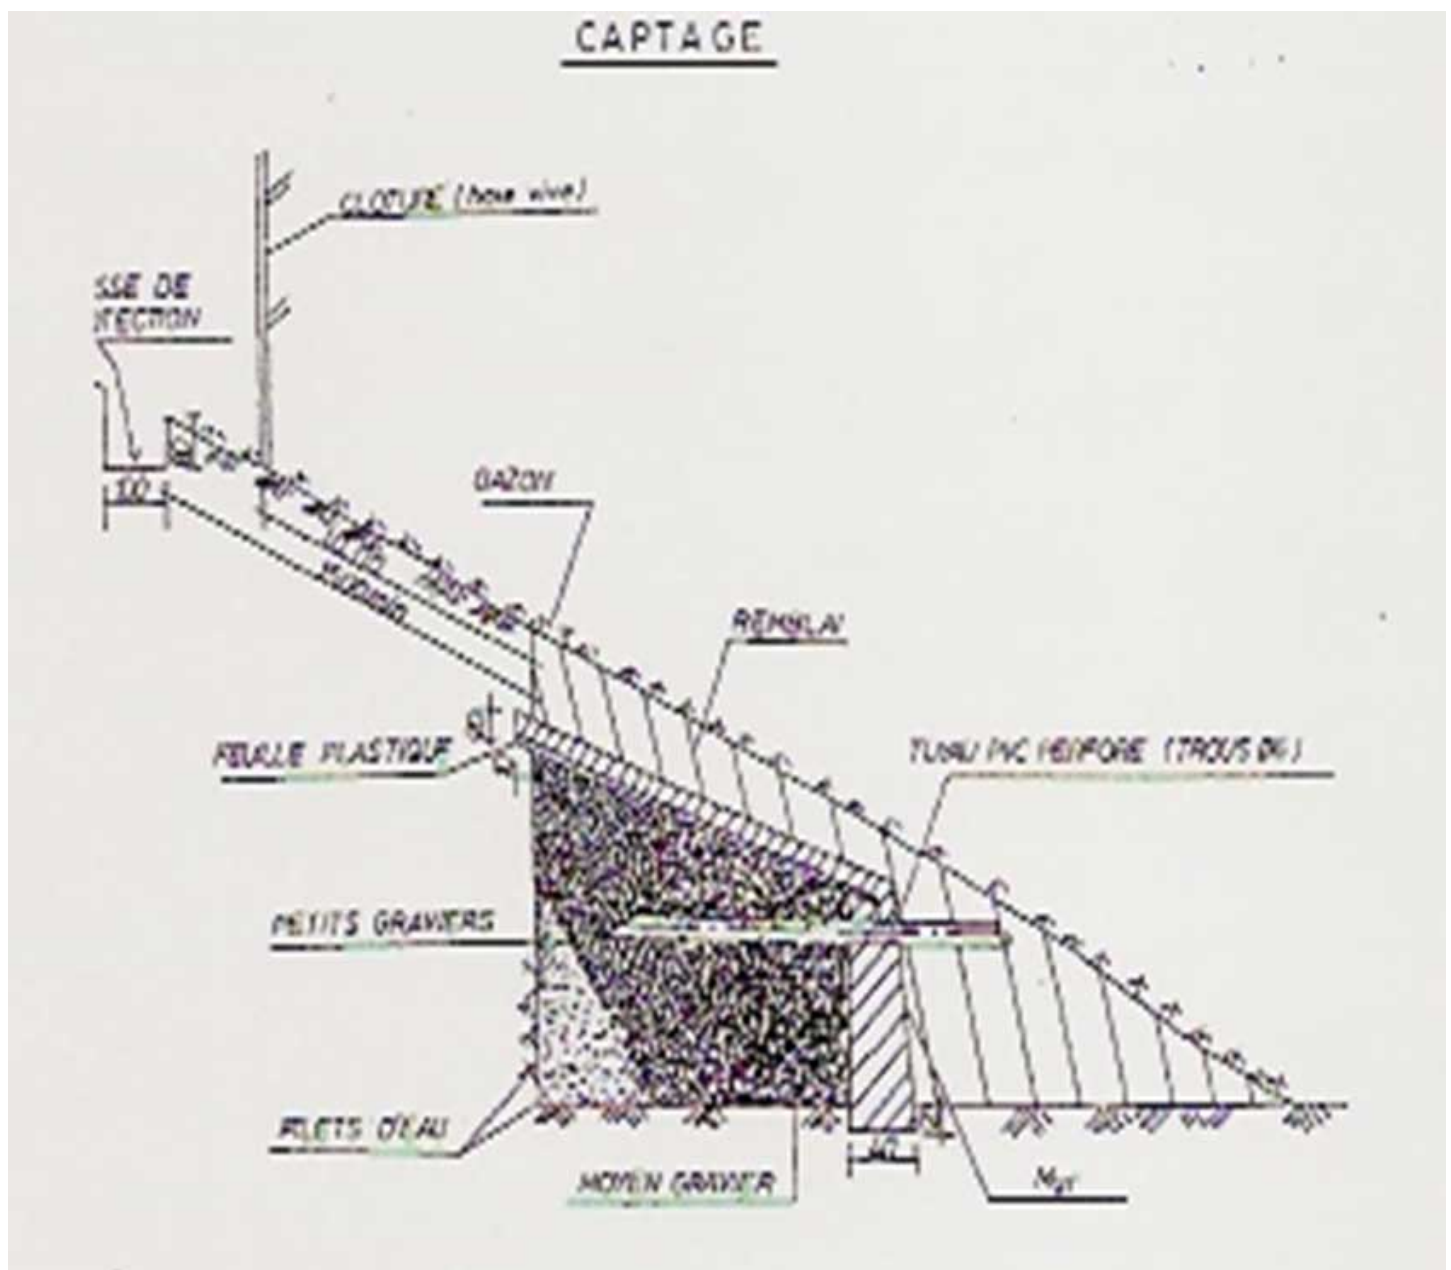 CAPTAGE
CLOTURE (haie vive)
SSE DE
TECTION
100
GAZON
REMBLAI
FEUILLE PLASTIQUE
TUYAU PVC PERFORE (TROUS
PETITS GRAVIERS
FILETS D'EAU
MOYEN GRAVIER
40
Mur